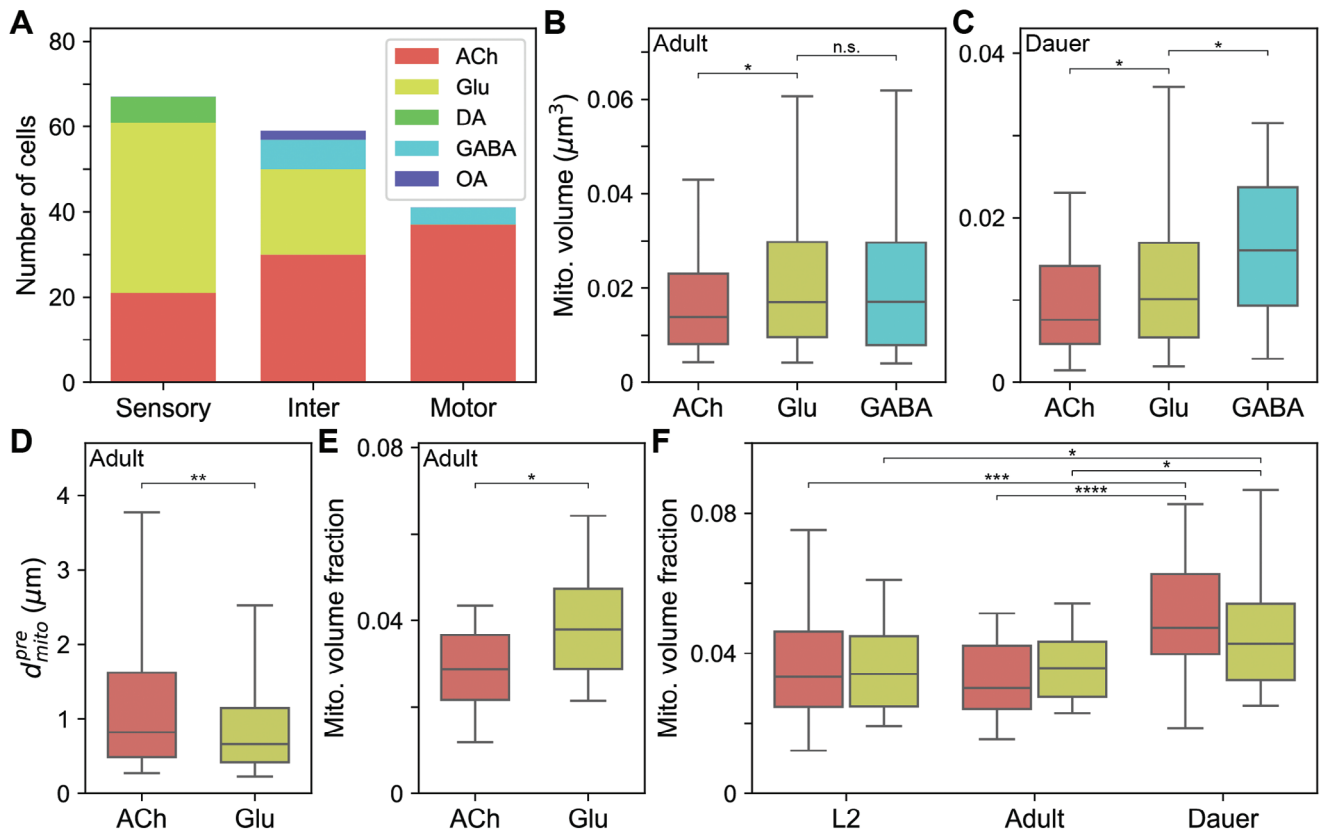 A
Number of cells
80
60
40
20
0
Sensory
Inter
Motor
ACh
Glu
DA
GABA
OA
B
Adult
Mito. volume (μm³)
0.06
0.04
0.02
0
*
n.s.
ACh
Glu
GABA
C
Dauer
0.04
0.02
0
*
*
ACh
Glu
GABA
D
Adult
d^{pre}_{mito} (μm)
4
3
2
1
0
**
ACh
Glu
E
Adult
Mito. volume fraction
0.08
0.04
0
*
ACh
Glu
F
Mito. volume fraction
0.08
0.04
0
*
*
***
****
L2
Adult
Dauer